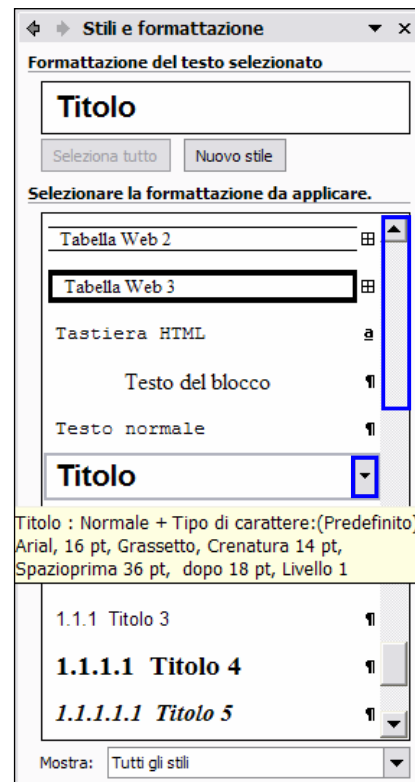 Stili e formattazione
Formattazione del testo selezionato
Titolo
Seleziona tutto Nuovo stile
Selezionare la formattazione da applicare.
Tabella Web 2
Tabella Web 3
Tastiera HTML a
Testo del blocco ¶
Testo normale ¶
Titolo
Titolo : Normale + Tipo di carattere:(Predefinito)
Arial, 16 pt, Grassetto, Crenatura 14 pt,
Spazioprima 36 pt, dopo 18 pt, Livello 1
1.1.1 Titolo 3 ¶
1.1.1.1 Titolo 4 ¶
1.1.1.1.1 Titolo 5 ¶
Mostra: Tutti gli stili